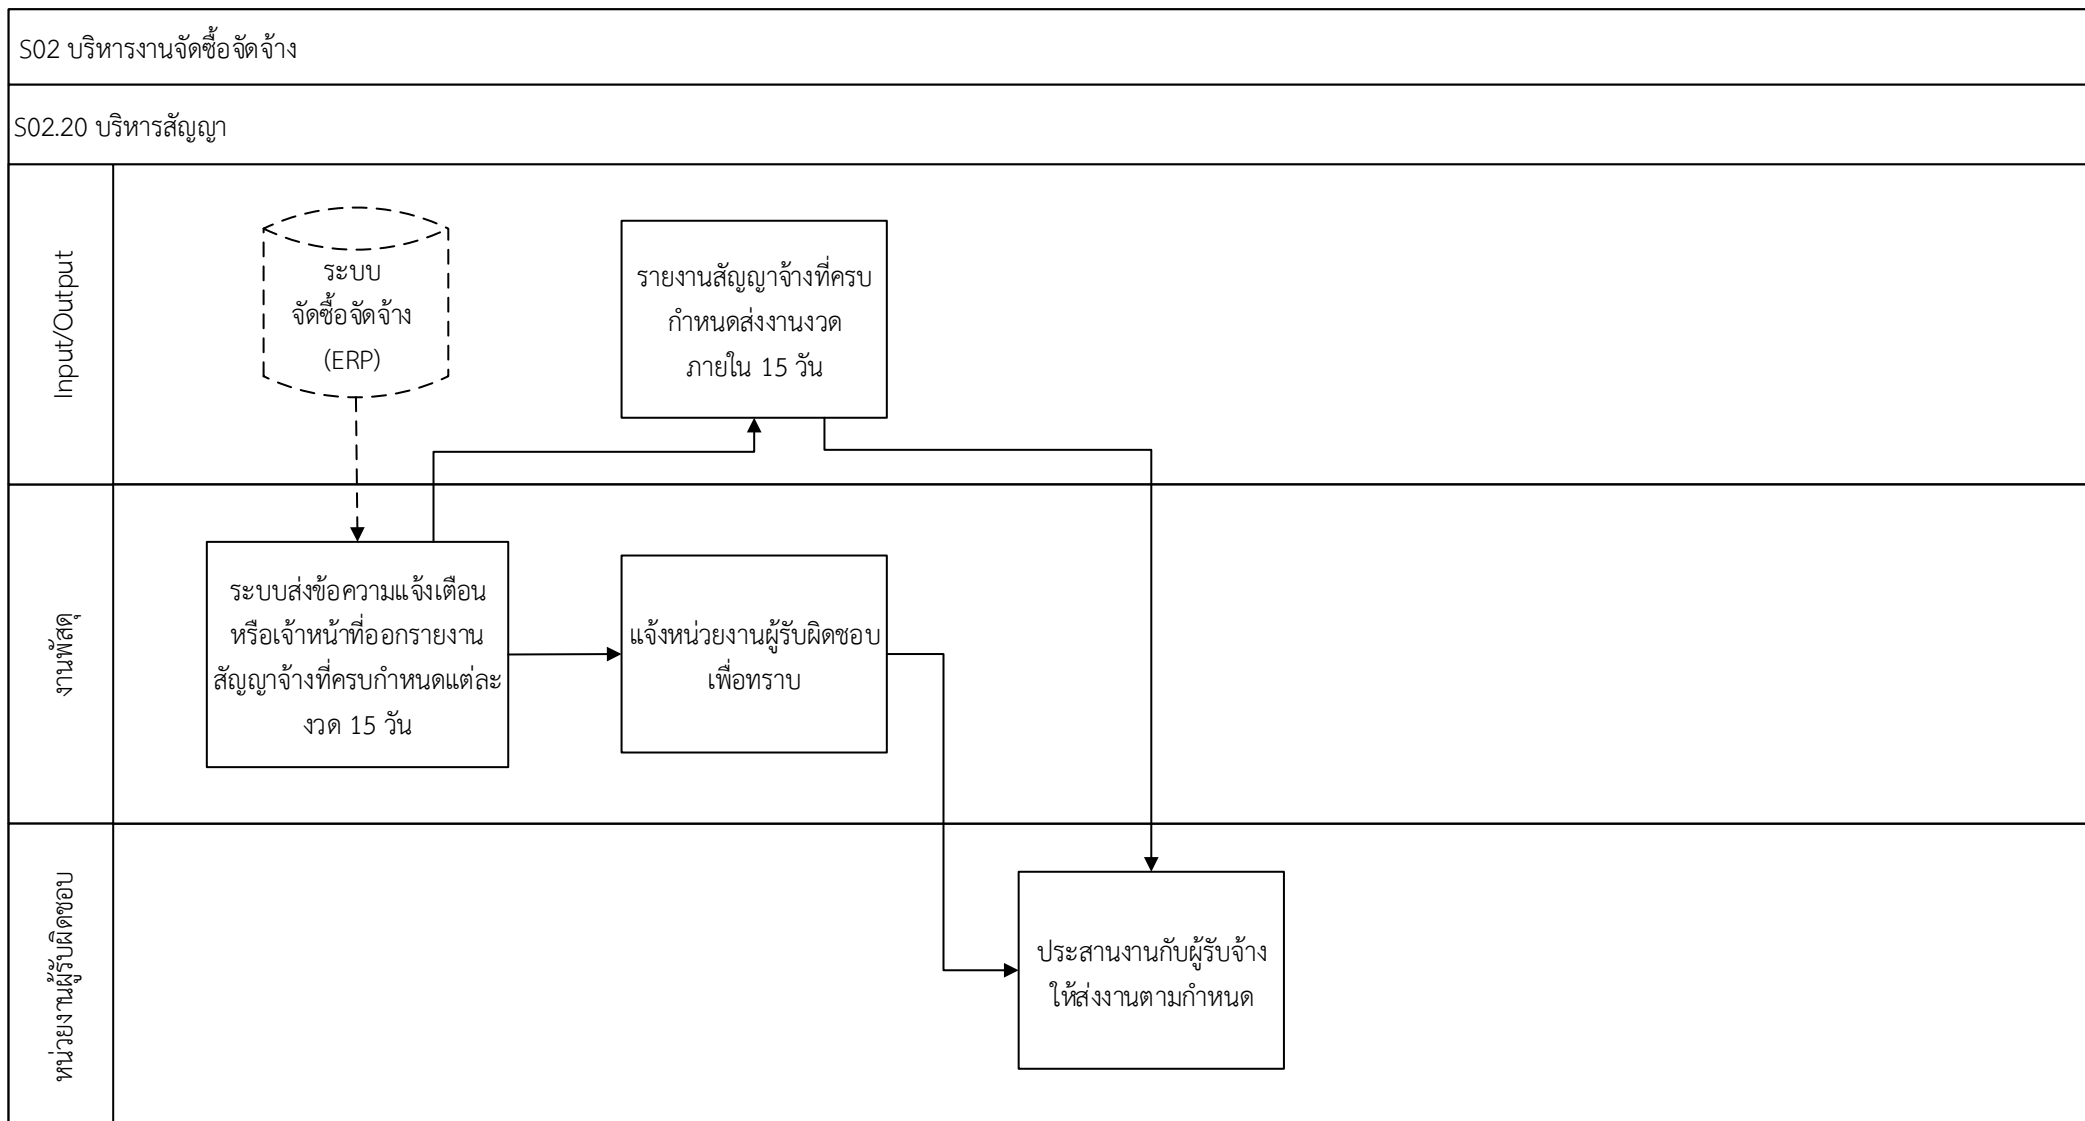 S02 บริหารงานจัดซื้อจัดจ้าง
S02.20 บริหารสัญญา
Input/Output
ระบบ
จัดซื้อจัดจ้าง
(ERP)
รายงานสัญญาจ้างที่ครบ
กำหนดส่งงานงวด
ภายใน 15 วัน
งานพัสดุ
ระบบส่งข้อความแจ้งเตือน
หรือเจ้าหน้าที่ออกรายงาน
สัญญาจ้างที่ครบกำหนดแต่ละ
งวด 15 วัน
แจ้งหน่วยงานผู้รับผิดชอบ
เพื่อทราบ
หน่วยงานผู้รับผิดชอบ
ประสานงานกับผู้รับจ้าง
ให้ส่งงานตามกำหนด